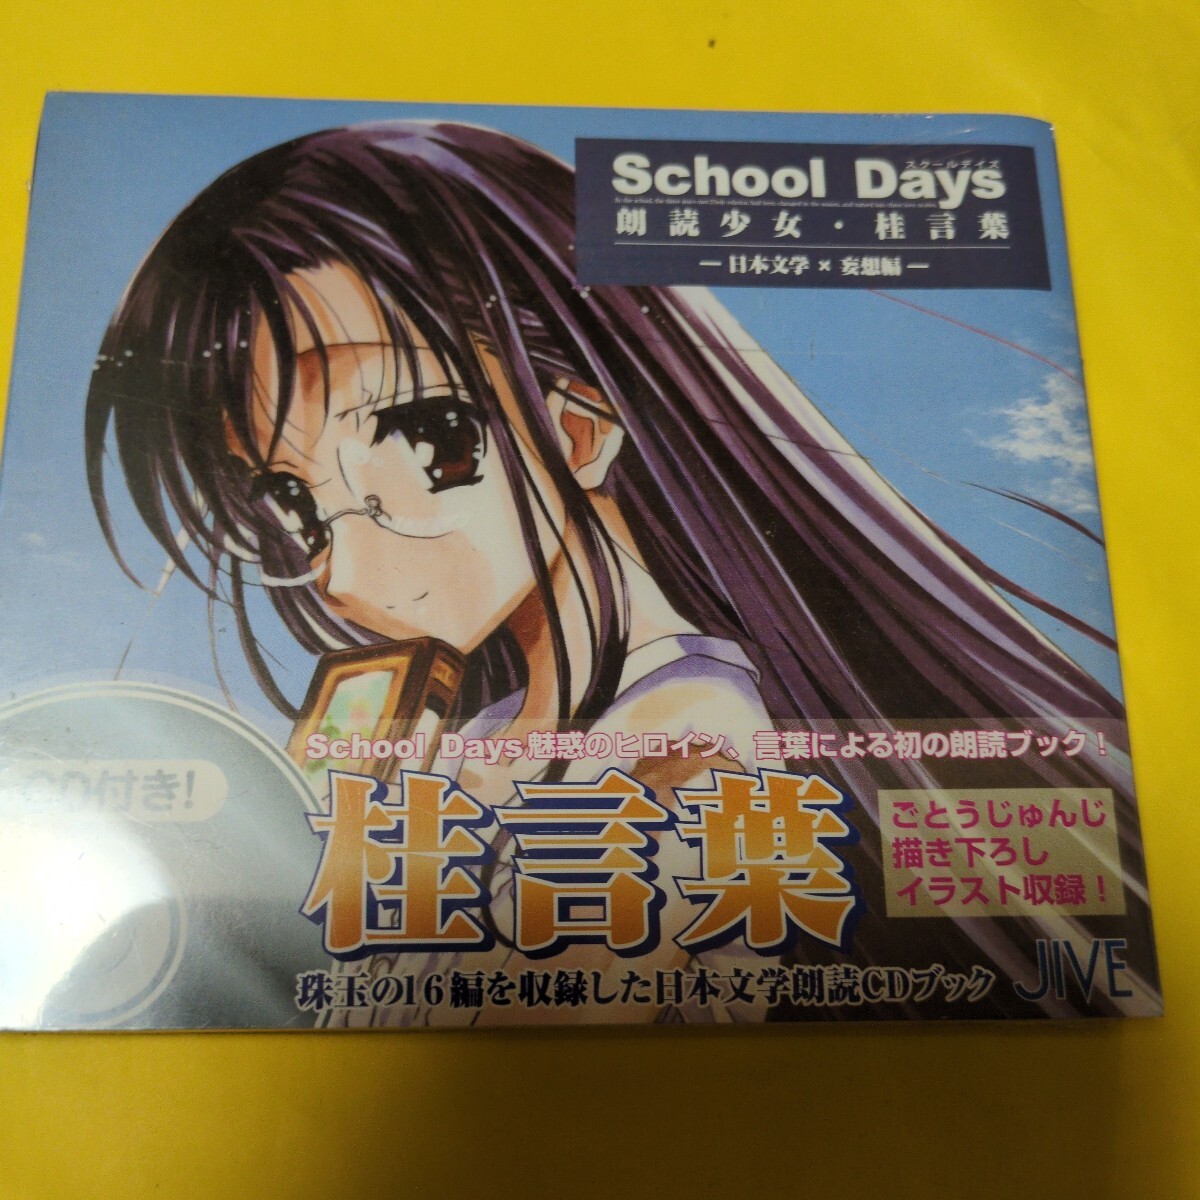 School Days
スクールデイズ
朗読少女・桂言葉
― 日本文学 × 妄想編 ―
School Days 魅惑のヒロイン、言葉による初の朗読ブック！
CD付き!
桂言葉
ごとうじゅんじ
描き下ろし
イラスト収録！
珠玉の16編を収録した日本文学朗読CDブック
JIVE